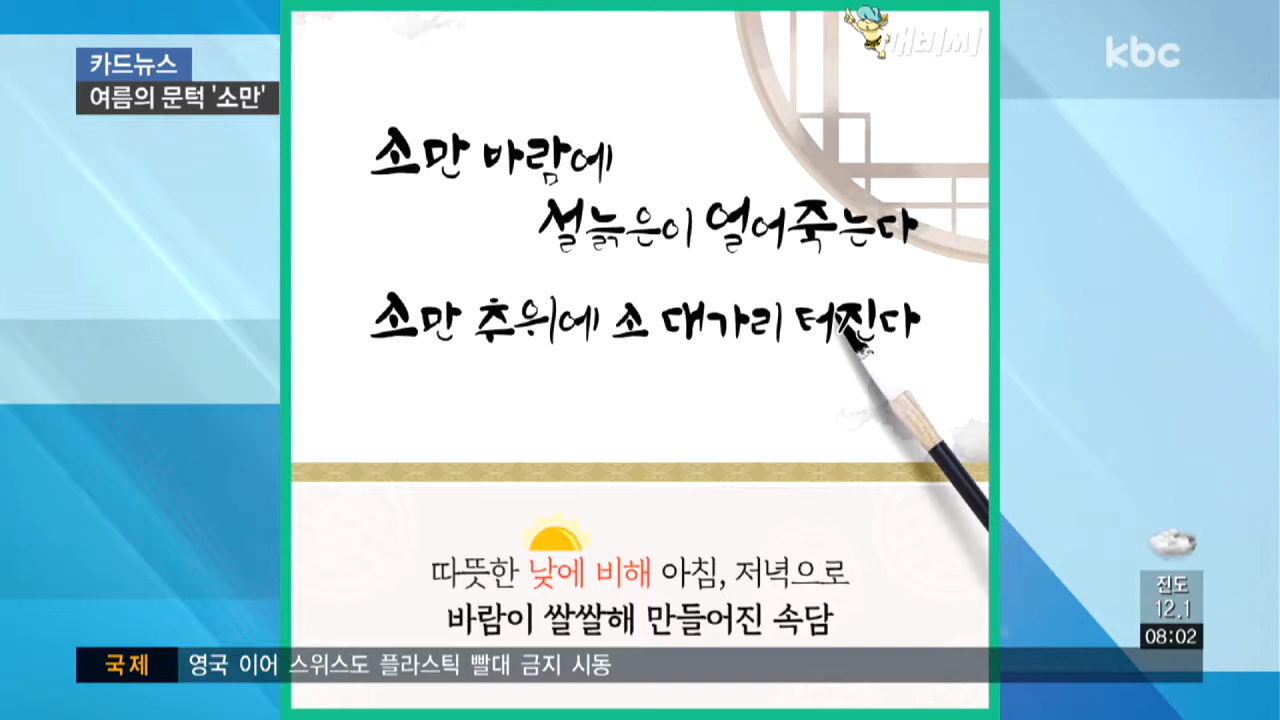 카드뉴스
여름의 문턱 '소만'
깨비씨
kbc
소만 바람에
설늙은이 얼어죽는다
소만 추위에 소 대가리 터진다
따뜻한 낮에 비해 아침, 저녁으로
바람이 쌀쌀해 만들어진 속담
진도
12.1
08:02
국제 영국 이어 스위스도 플라스틱 빨대 금지 시동